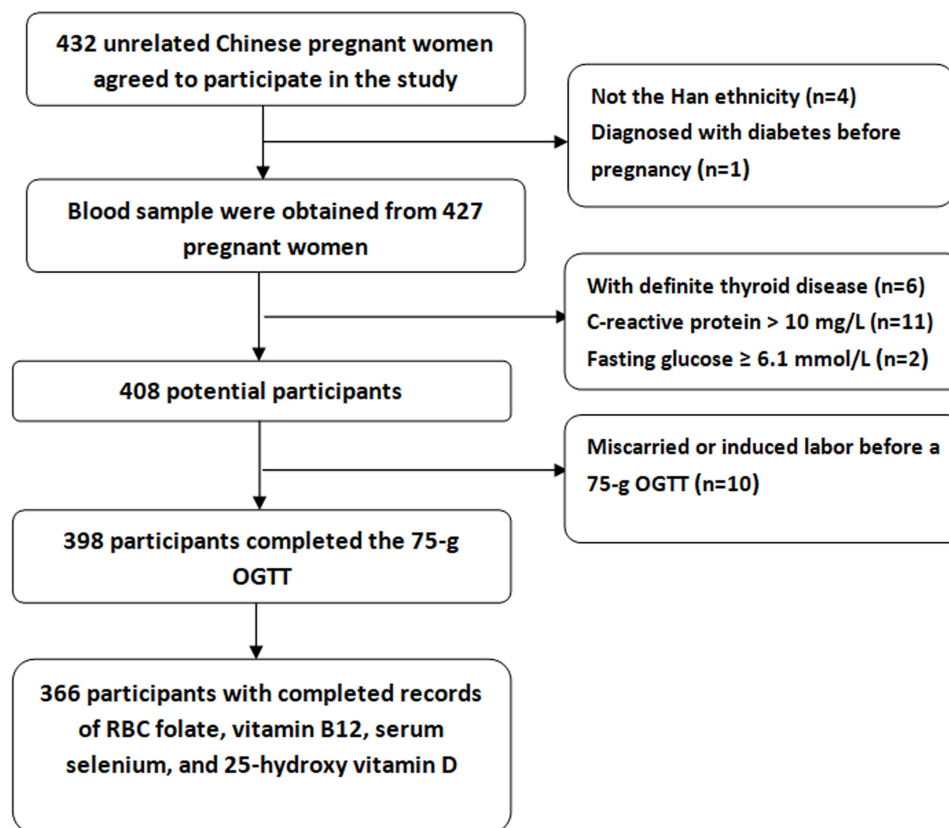 432 unrelated Chinese pregnant women
agreed to participate in the study
Not the Han ethnicity (n=4)
Diagnosed with diabetes before
pregnancy (n=1)
Blood sample were obtained from 427
pregnant women
With definite thyroid disease (n=6)
C-reactive protein > 10 mg/L (n=11)
Fasting glucose ≥ 6.1 mmol/L (n=2)
408 potential participants
Miscarried or induced labor before a
75-g OGTT (n=10)
398 participants completed the 75-g
OGTT
366 participants with completed records
of RBC folate, vitamin B12, serum
selenium, and 25-hydroxy vitamin D